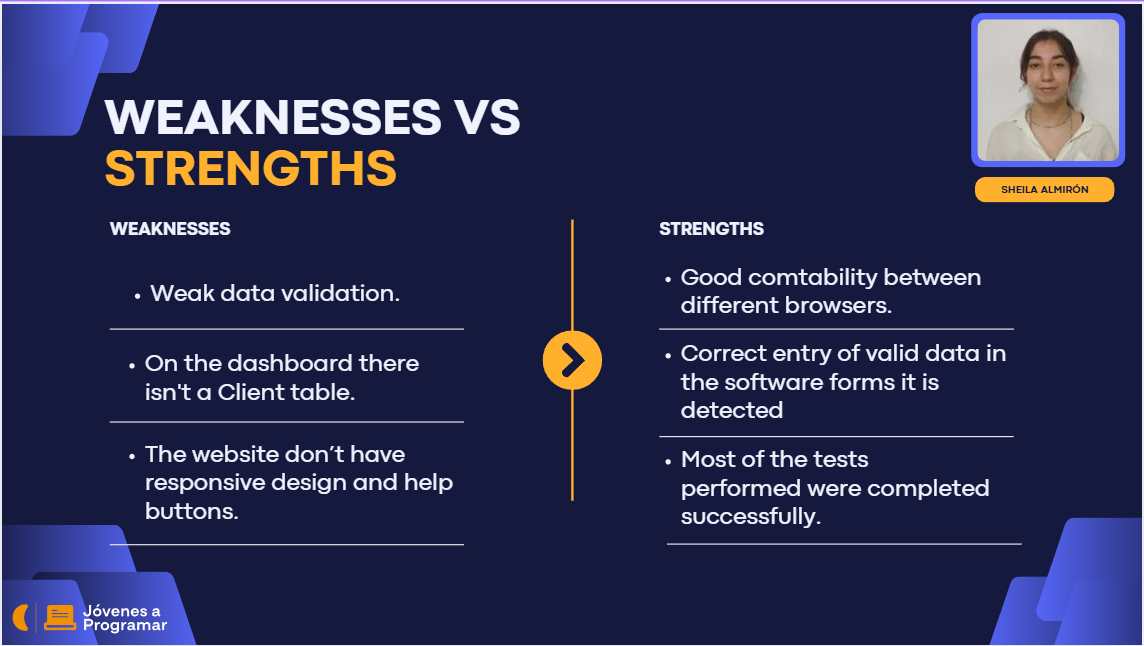 WEAKNESSES VS
STRENGTHS
SHEILA ALMIRÓN
WEAKNESSES
• Weak data validation.
• On the dashboard there
isn't a Client table.
• The website don’t have
responsive design and help
buttons.
STRENGTHS
• Good comtability between
different browsers.
• Correct entry of valid data in
the software forms it is
detected
• Most of the tests
performed were completed
successfully.
Jóvenes a
Programar